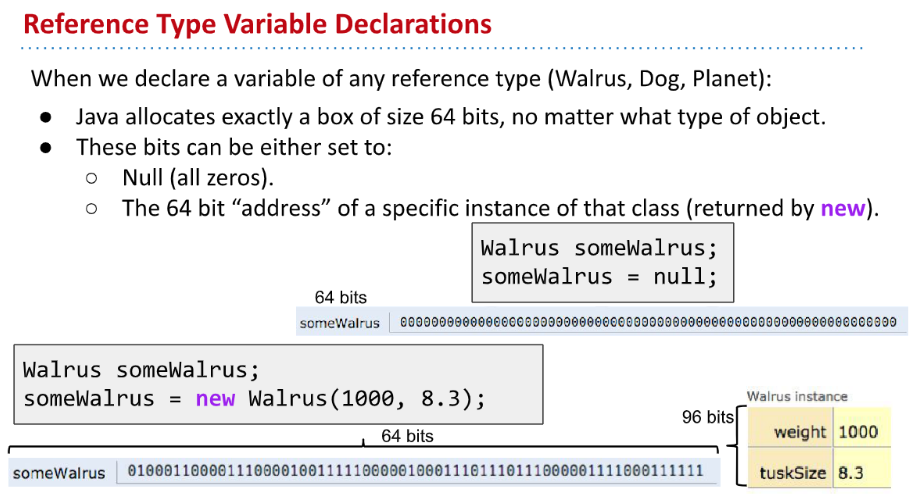 Reference Type Variable Declarations
When we declare a variable of any reference type (Walrus, Dog, Planet):
● Java allocates exactly a box of size 64 bits, no matter what type of object.
● These bits can be either set to:
○ Null (all zeros).
○ The 64 bit “address” of a specific instance of that class (returned by new).
Walrus someWalrus;
someWalrus = null;
64 bits
someWalrus 0000000000000000000000000000000000000000000000000000000000000000
Walrus someWalrus;
someWalrus = new Walrus(1000, 8.3);
64 bits
someWalrus
96 bits
Walrus instance
weight 1000
tuskSize 8.3